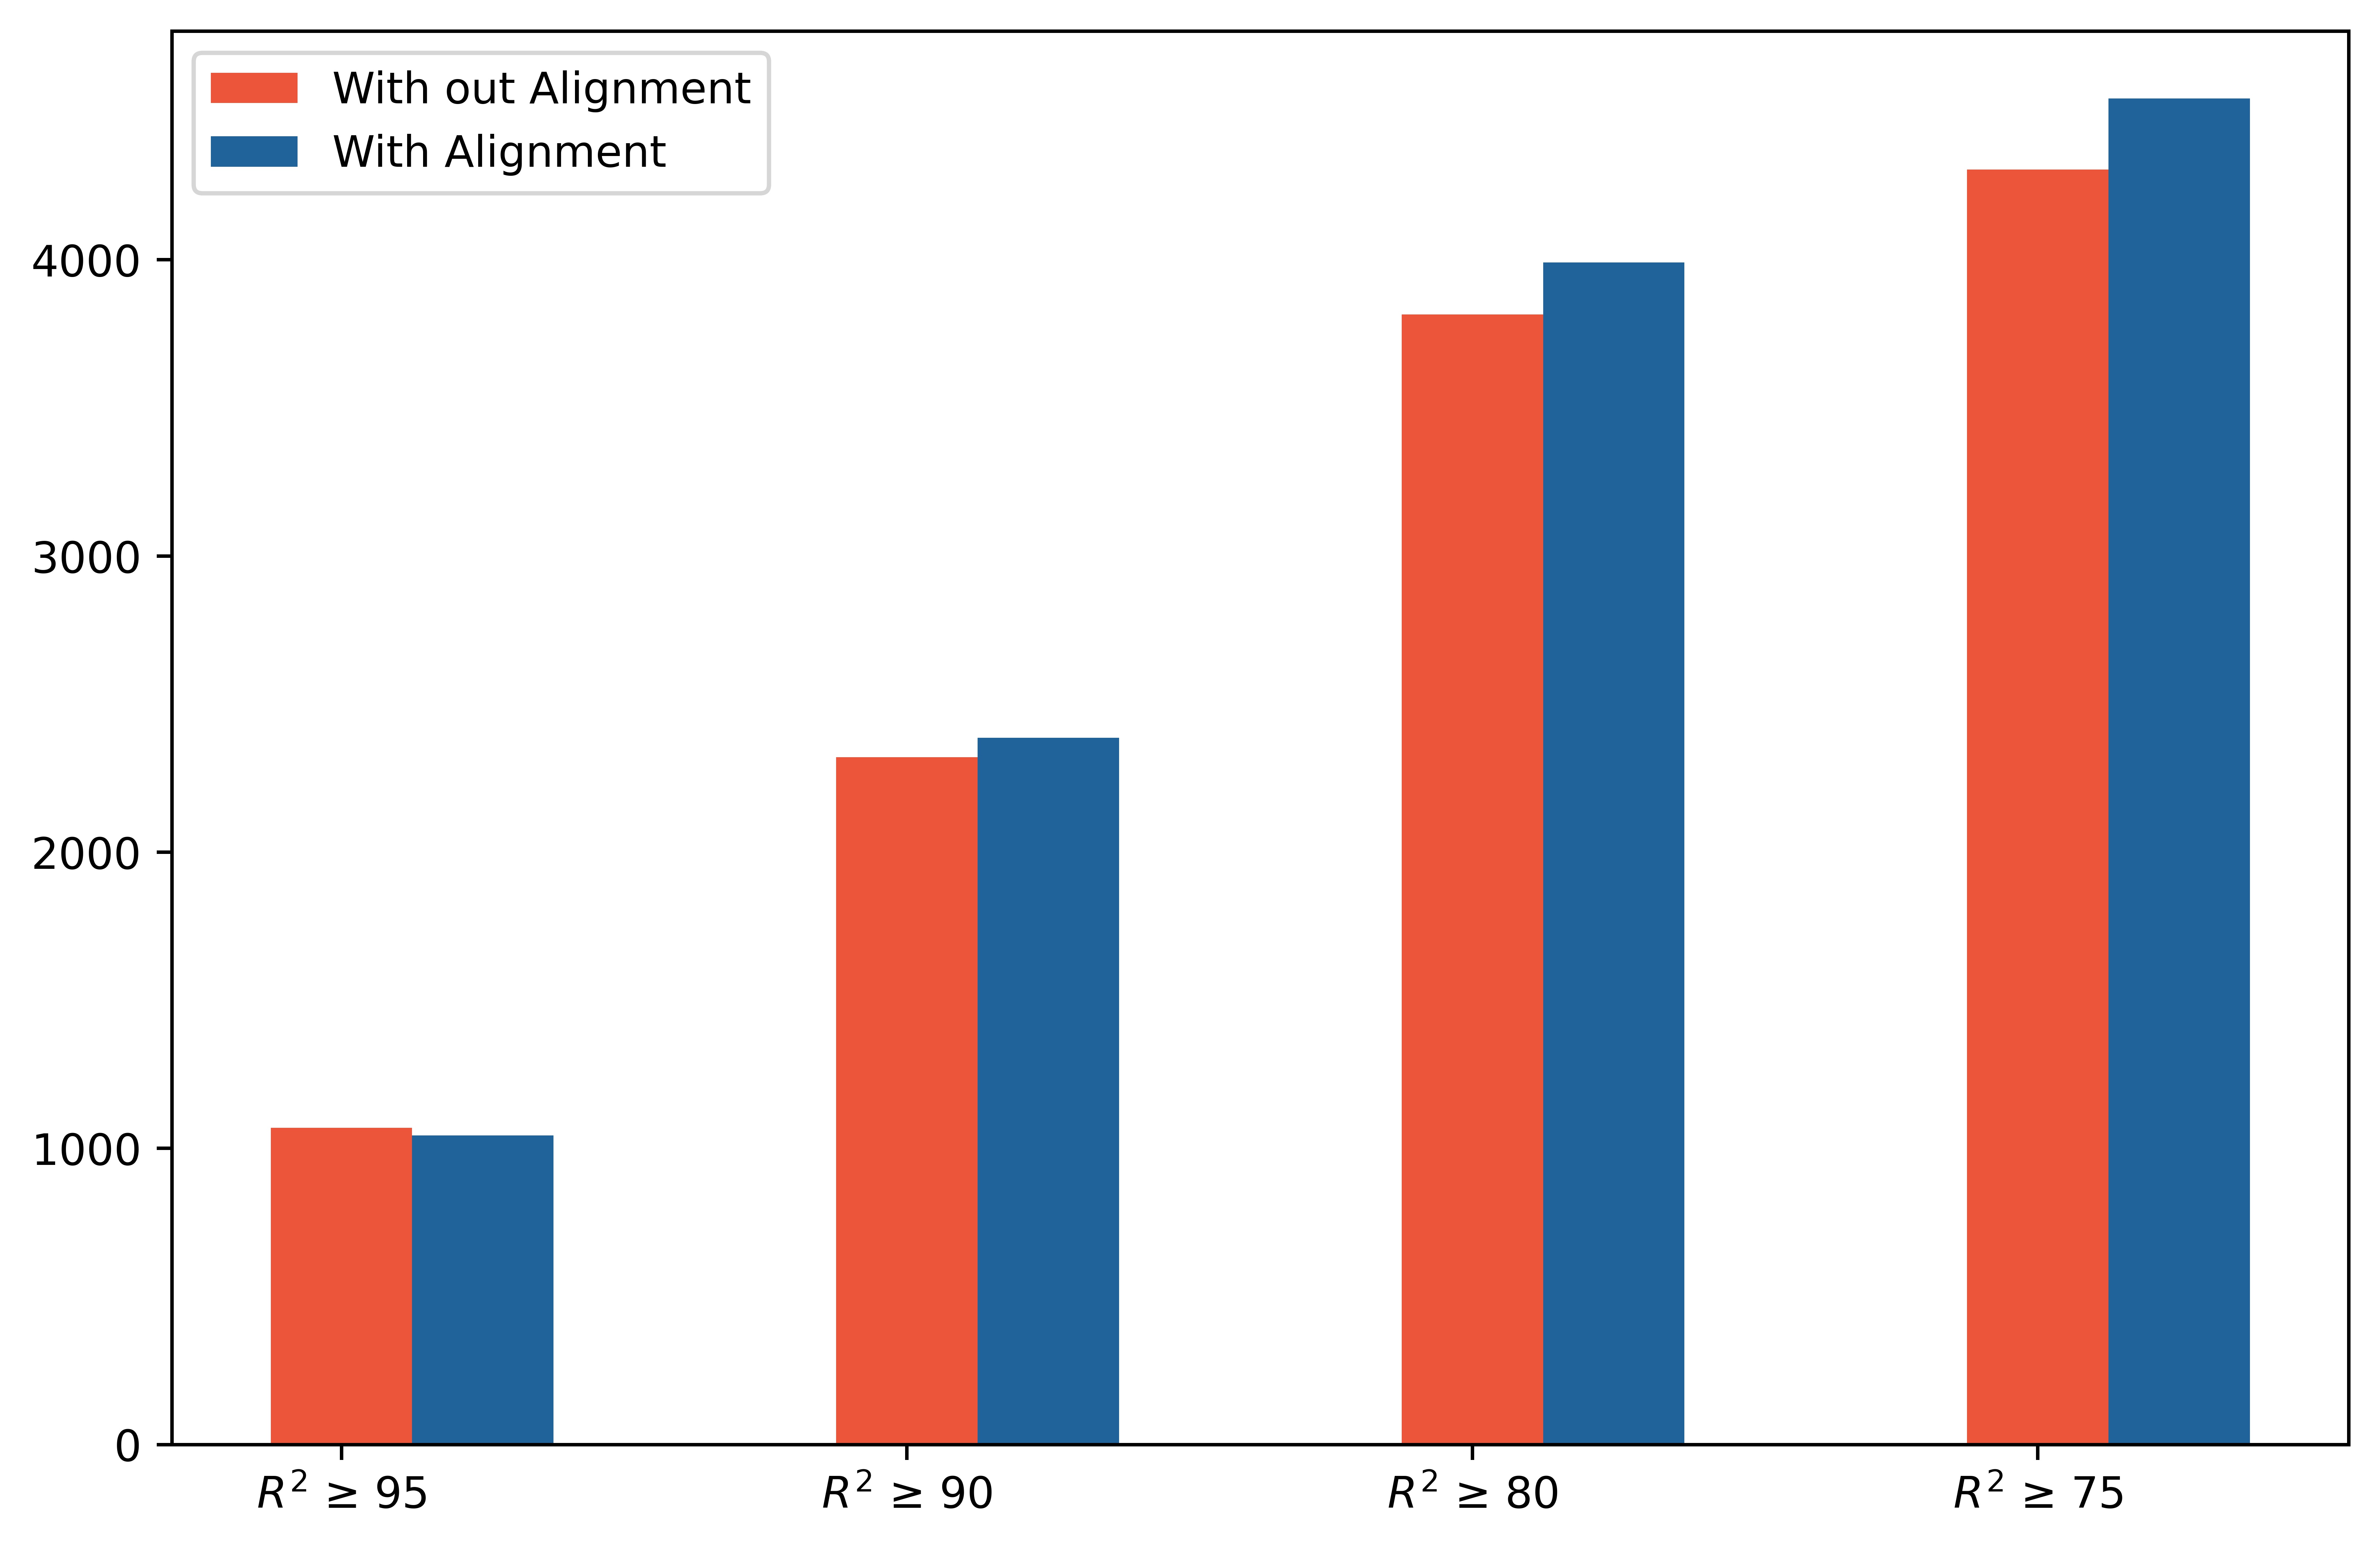 With out Alignment
With Alignment
4000
3000
2000
1000
0
R² ≥ 95
R² ≥ 90
R² ≥ 80
R² ≥ 75